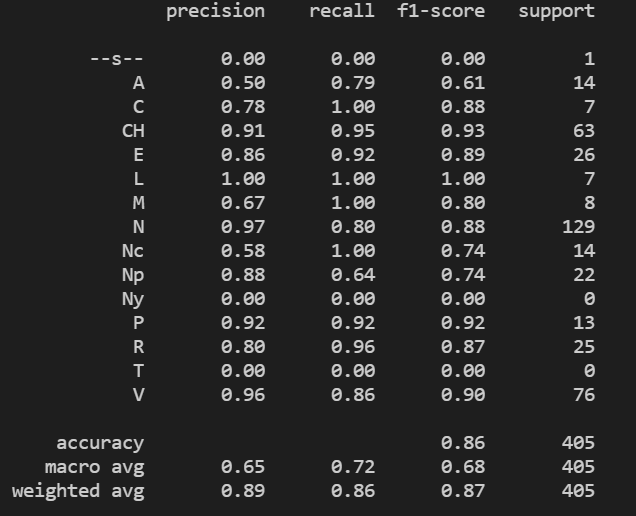 precision recall f1-score support
--s-- 0.00 0.00 0.00 1
A 0.50 0.79 0.61 14
C 0.78 1.00 0.88 7
CH 0.91 0.95 0.93 63
E 0.86 0.92 0.89 26
L 1.00 1.00 1.00 7
M 0.67 1.00 0.80 8
N 0.97 0.80 0.88 129
Nc 0.58 1.00 0.74 14
Np 0.88 0.64 0.74 22
Ny 0.00 0.00 0.00 0
P 0.92 0.92 0.92 13
R 0.80 0.96 0.87 25
T 0.00 0.00 0.00 0
V 0.96 0.86 0.90 76
accuracy 0.86 405
macro avg 0.65 0.72 0.68 405
weighted avg 0.89 0.86 0.87 405